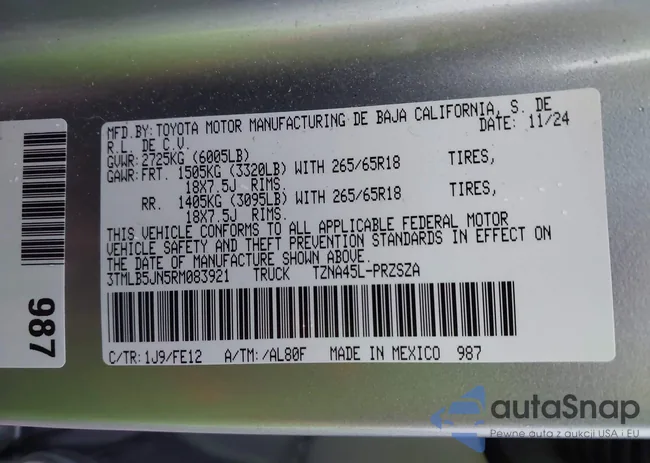 MFD.BY: TOYOTA MOTOR MANUFACTURING DE BAJA CALIFORNIA, S. DE
R.L. DE C.V. DATE: 11/24
GVWR: 2725KG (6005LB)
GAWR: FRT. 1505KG (3320LB) WITH 265/65R18 TIRES,
18X7.5J RIMS.
RR. 1405KG (3095LB) WITH 265/65R18 TIRES,
18X7.5J RIMS.
THIS VEHICLE CONFORMS TO ALL APPLICABLE FEDERAL MOTOR
VEHICLE SAFETY AND THEFT PREVENTION STANDARDS IN EFFECT ON
THE DATE OF MANUFACTURE SHOWN ABOVE.
3TMLB5JN5RM083921 TRUCK TZNA45L-PRZSZA
C/TR: 1J9/FE12 A/TM: /AL80F MADE IN MEXICO 987
987
autaSnap
Pewne auta z aukcji USA i EU